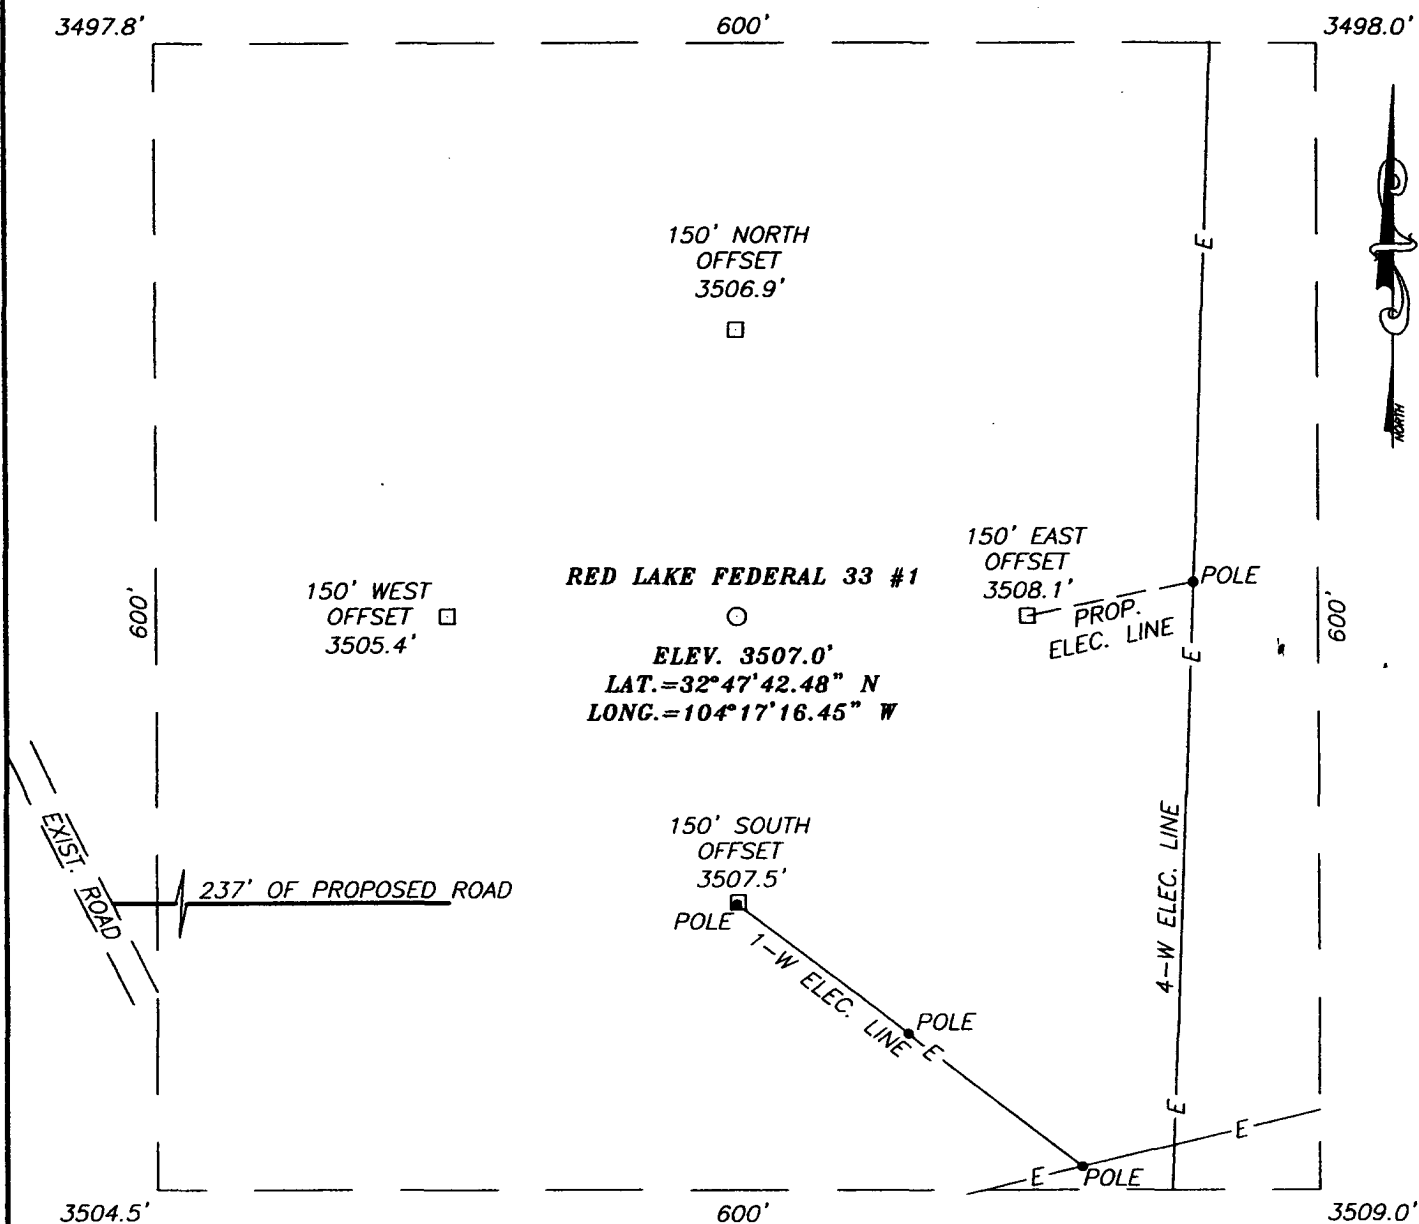 3497.8'
600'
3498.0'
E
NORTH
150' NORTH
OFFSET
3506.9'
150' EAST
OFFSET
3508.1'
POLE
PROP.
ELEC. LINE
E
600'
600'
150' WEST
OFFSET
3505.4'
RED LAKE FEDERAL 33 #1
ELEV. 3507.0'
LAT.=32°47'42.48" N
LONG.=104°17'16.45" W
EXIST. ROAD
237' OF PROPOSED ROAD
150' SOUTH
OFFSET
3507.5'
POLE
1-W ELEC. LINE
4-W ELEC. LINE
POLE
E
E
E
E
POLE
3504.5'
600'
3509.0'